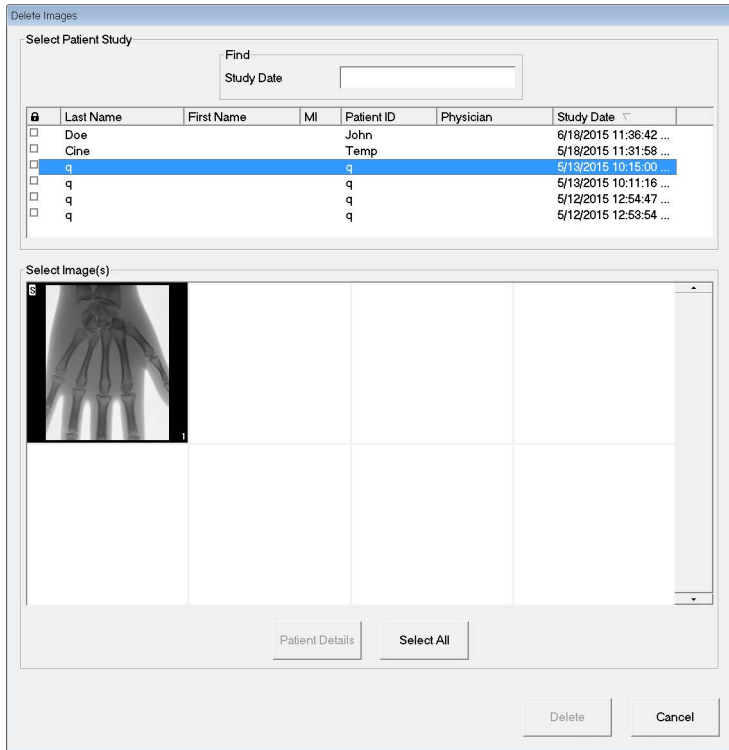 Delete Images
Select Patient Study
Find
Study Date
Last Name First Name MI Patient ID Physician Study Date
Doe John 6/18/2015 11:36:42 ...
Cine Temp 5/18/2015 11:31:58 ...
q q 5/13/2015 10:15:00 ...
q q 5/13/2015 10:11:16 ...
q q 5/12/2015 12:54:47 ...
q q 5/12/2015 12:53:54 ...
Select Image(s)
S
1
Patient Details Select All
Delete Cancel